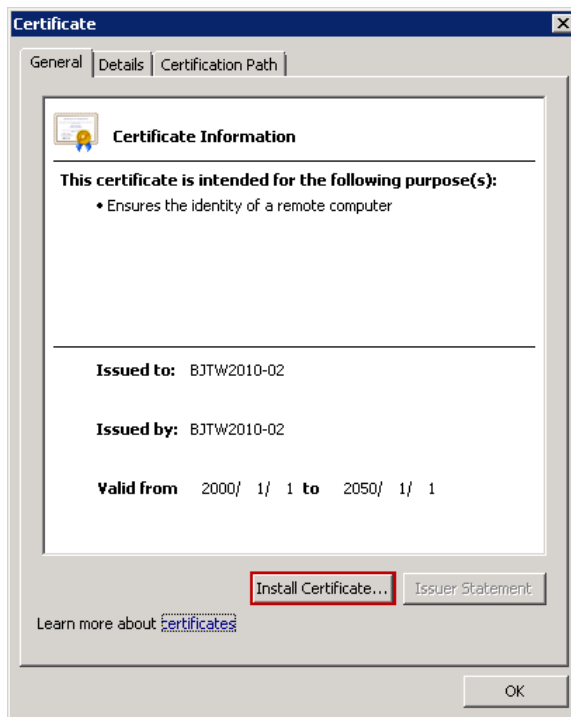 Certificate
General Details Certification Path
Certificate Information
This certificate is intended for the following purpose(s):
• Ensures the identity of a remote computer
Issued to: BJTW2010-02
Issued by: BJTW2010-02
Valid from 2000/ 1/ 1 to 2050/ 1/ 1
Install Certificate... Issuer Statement
Learn more about certificates
OK